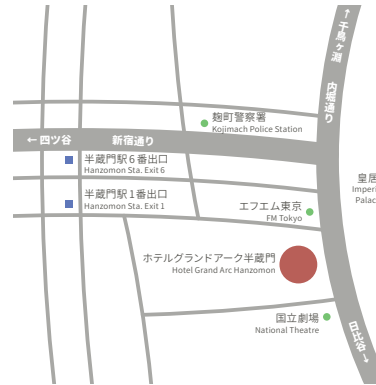 ↑千鳥ヶ淵
内堀通り
麹町警察署
Kojimach Police Station
← 四ツ谷
新宿通り
半蔵門駅6番出口
Hanzomon Sta. Exit 6
皇居
Imperi
Palac
半蔵門駅1番出口
Hanzomon Sta. Exit 1
エフエム東京
FM Tokyo
ホテルグランドアーク半蔵門
Hotel Grand Arc Hanzomon
国立劇場
National Theatre
日比谷→